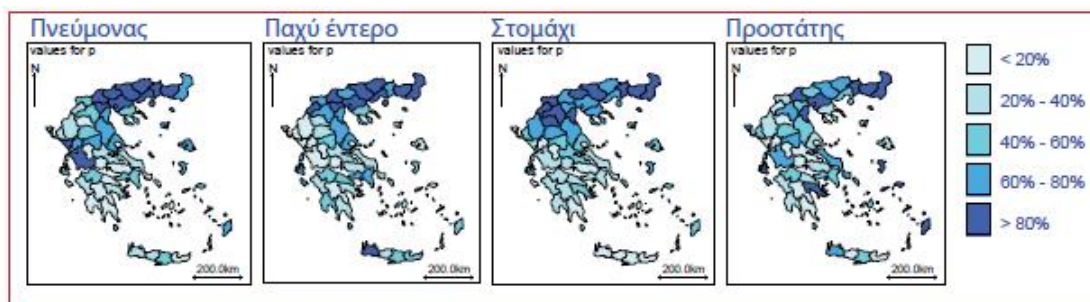 Πνεύμονας
values for p
N
200.0km
Παχύ έντερο
values for p
N
200.0km
Στομάχι
values for p
N
200.0km
Προστάτης
values for p
N
200.0km
< 20%
20% - 40%
40% - 60%
60% - 80%
> 80%